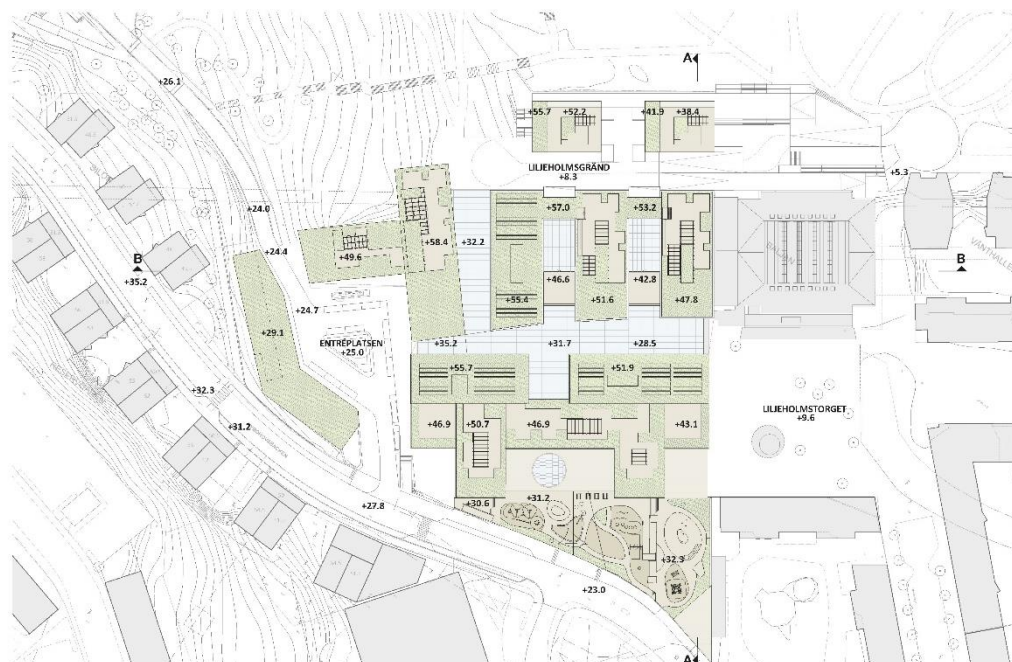 A
+26.1
+55.7 +52.2 +41.9 +38.4
LILJEHOLMSGRÄND
+8.3
+5.3
+24.0
+57.0 +53.2
+58.4 +32.2
+24.4 +49.6
VÄNTHALLEN
B B
+35.2
+46.6 +42.8
+55.4 +51.6 +47.8
+24.7
+29.1
ENTRÉPLATSEN
+25.0
+35.2 +31.7 +28.5
+55.7 +51.9
+32.3
+31.2
LILJEHOLMSTORGET
+9.6
+46.9 +50.7 +46.9 +43.1
+30.6 +31.2
+27.8
+32.9
+23.0
A